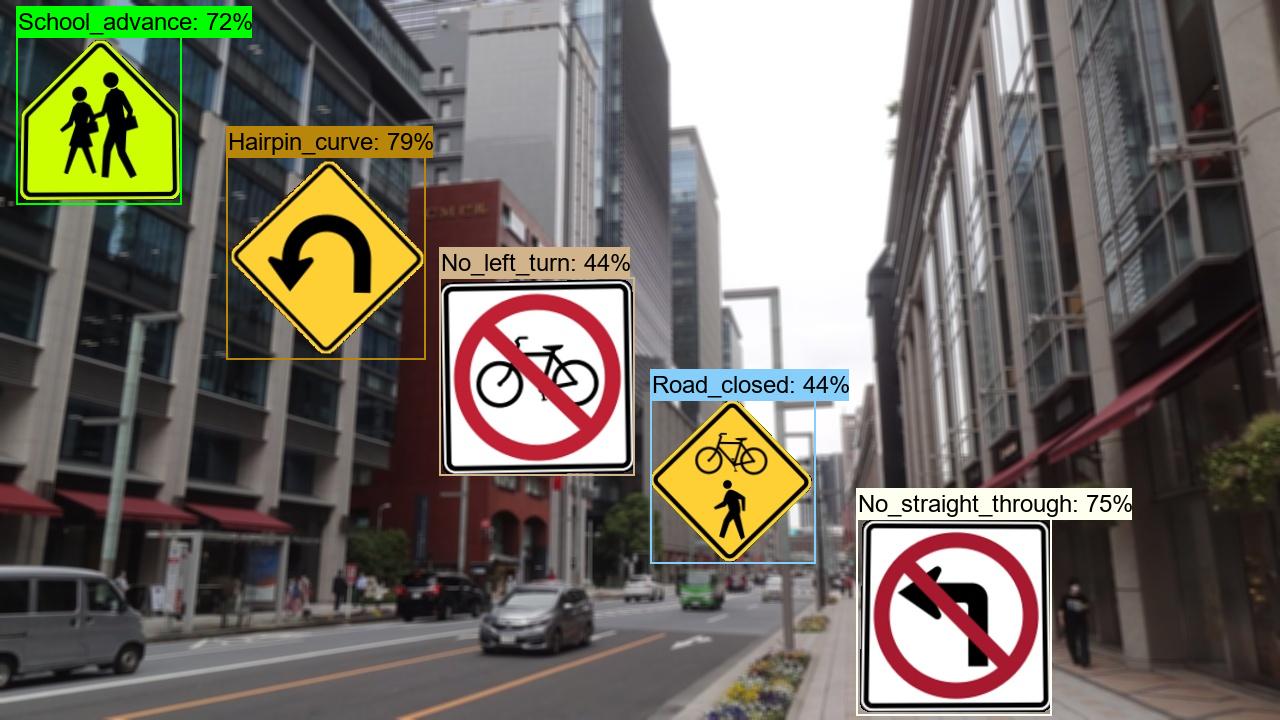 School_advance: 72%
Hairpin_curve: 79%
No_left_turn: 44%
Road_closed: 44%
No_straight_through: 75%